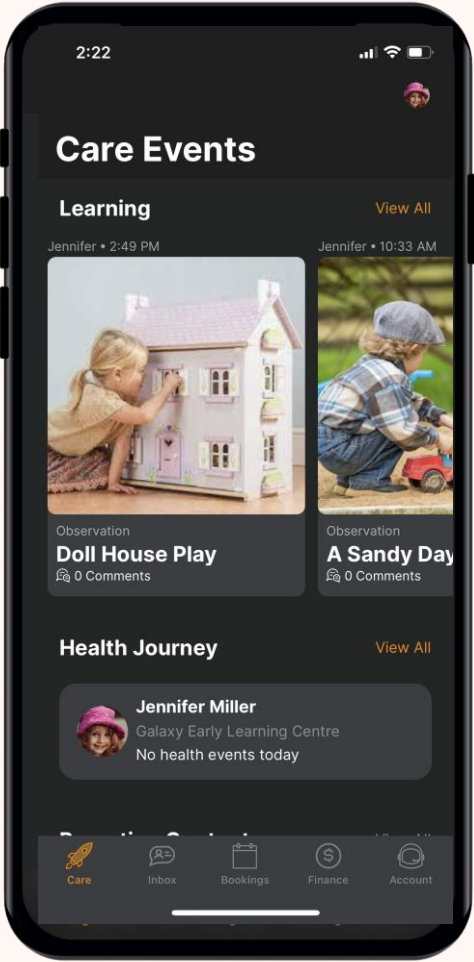 2:22
Care Events
Learning
View All
Jennifer • 2:49 PM
Jennifer • 10:33 AM
Observation
Doll House Play
0 Comments
Observation
A Sandy Day
0 Comments
Health Journey
View All
Jennifer Miller
Galaxy Early Learning Centre
No health events today
Care
Inbox
Bookings
Finance
Account